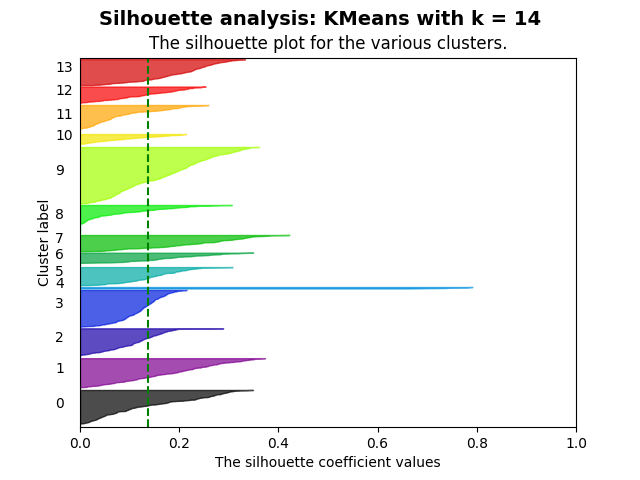 Silhouette analysis: KMeans with k = 14
The silhouette plot for the various clusters.
13
12
11
10
9
8
7
6
5
4
3
2
1
0
Cluster label
0.0 0.2 0.4 0.6 0.8 1.0
The silhouette coefficient values